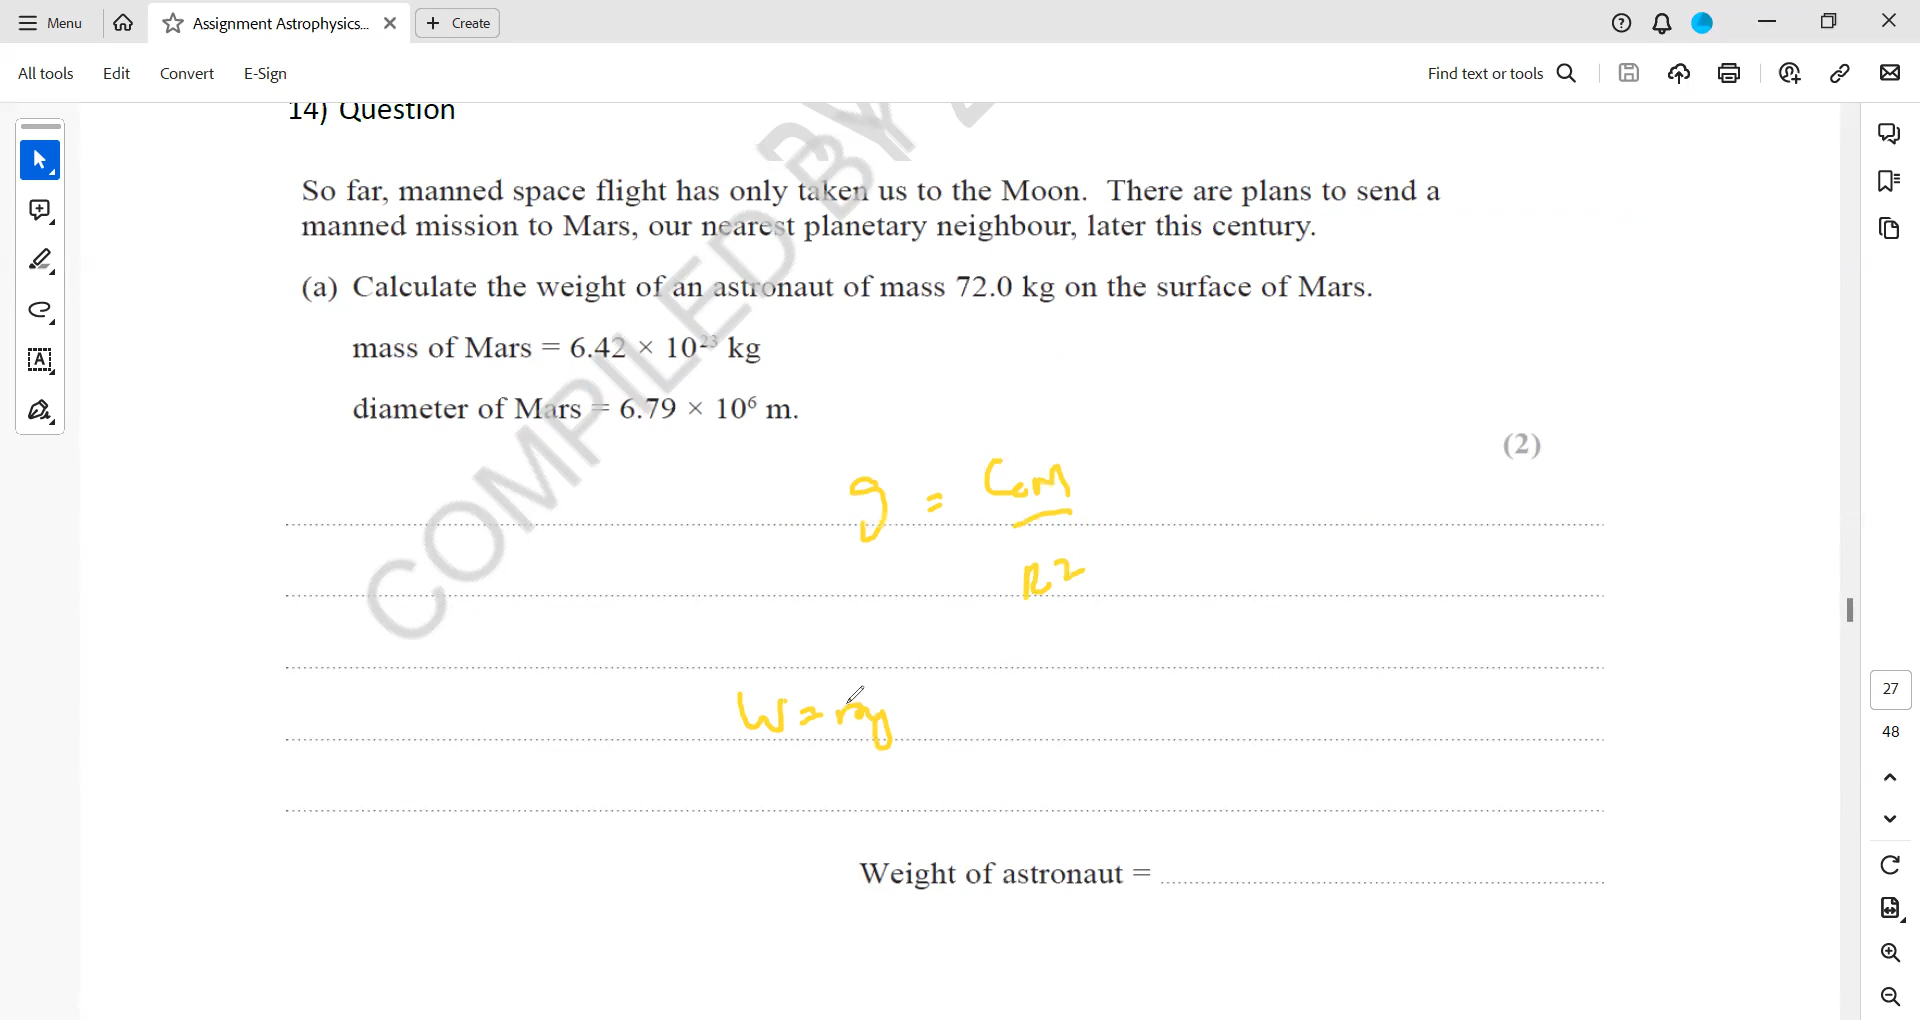 Menu
Assignment Astrophysics...
Create
All tools
Edit
Convert
E-Sign
Find text or tools
14) Question
So far, manned space flight has only taken us to the Moon. There are plans to send a
manned mission to Mars, our nearest planetary neighbour, later this century.
(a) Calculate the weight of an astronaut of mass 72.0 kg on the surface of Mars.
mass of Mars = 6.42 × 10²³ kg
diameter of Mars = 6.79 × 10⁶ m.
(2)
g = GM
R²
W = mg
Weight of astronaut =
COMPILED BY
27
48